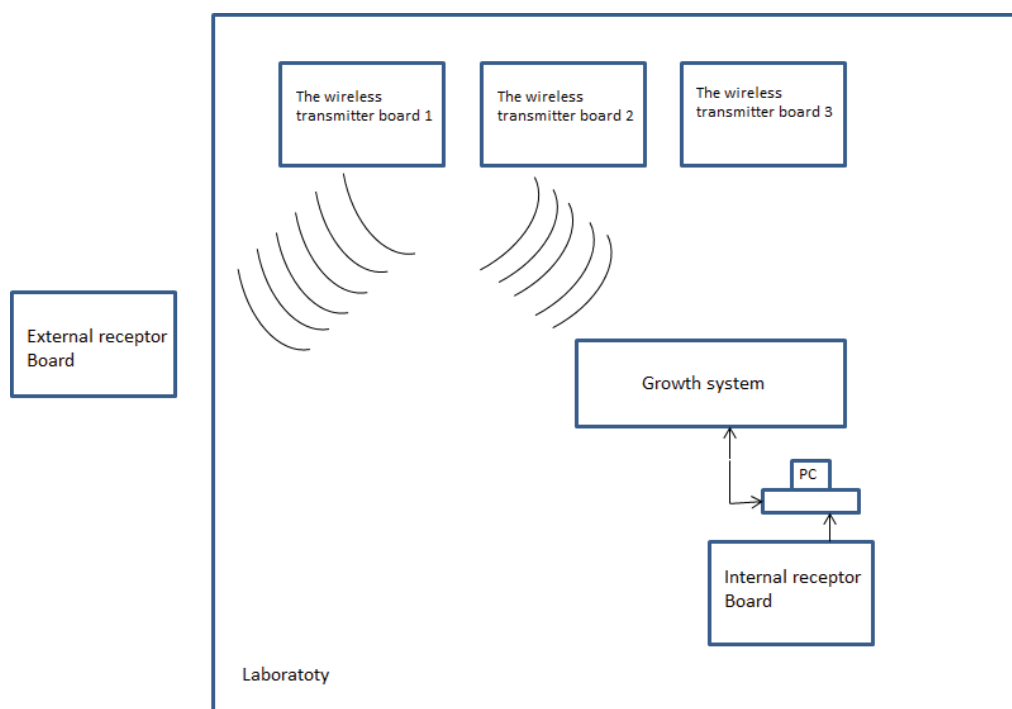 The wireless
transmitter board 1
The wireless
transmitter board 2
The wireless
transmitter board 3
External receptor
Board
Growth system
PC
Internal receptor
Board
Laboratoty